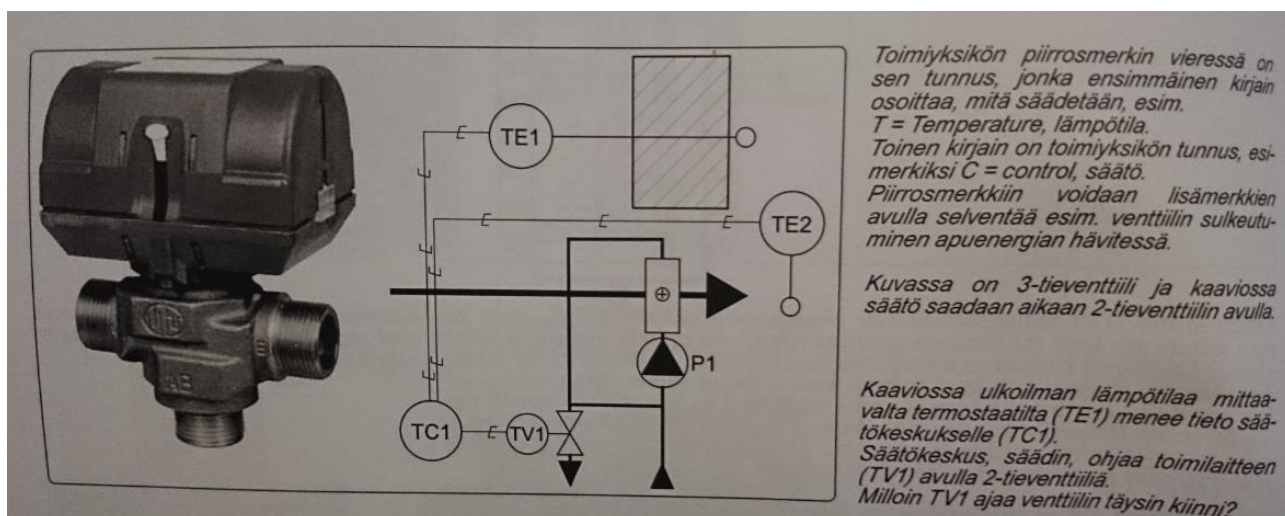 TE1
TE2
P1
TC1
TV1
AB
Toimiyksikön piirrosmerkin vieressä on
sen tunnus, jonka ensimmäinen kirjain
osoittaa, mitä säädetään, esim.
T = Temperature, lämpötila.
Toinen kirjain on toimiyksikön tunnus, esi-
merkiksi C = control, säätö.
Piirrosmerkkiin voidaan lisämerkkien
avulla selventää esim. venttiilin sulkeutu-
minen apuenergian hävitessä.
Kuvassa on 3-tieventtiili ja kaaviossa
säätö saadaan aikaan 2-tieventtiilin avulla.
Kaaviossa ulkoilman lämpötilaa mittaa-
valta termostaatilta (TE1) menee tieto sää-
tökeskukselle (TC1).
Säätökeskus, säädin, ohjaa toimilaitteen
(TV1) avulla 2-tieventtiiliä.
Milloin TV1 ajaa venttiilin täysin kiinni?